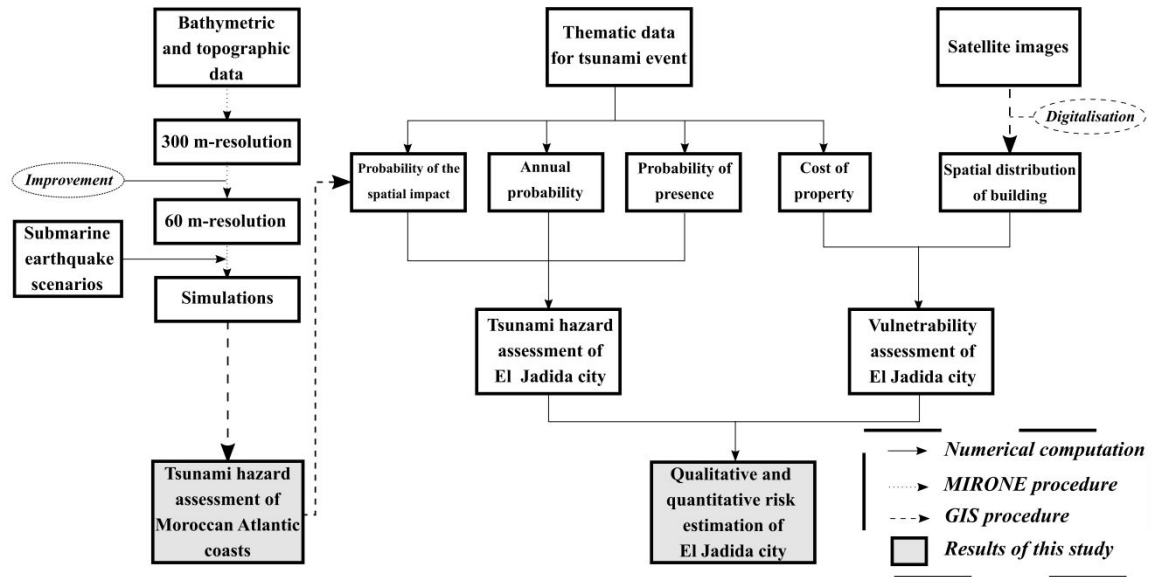 Bathymetric
and topographic
data
300 m-resolution
Improvement
60 m-resolution
Submarine
earthquake
scenarios
Simulations
Tsunami hazard
assessment of
Moroccan Atlantic
coasts
Thematic data
for tsunami event
Probability of the
spatial impact
Annual
probability
Probability of
presence
Cost of
property
Satellite images
Digitalisation
Spatial distribution
of building
Tsunami hazard
assessment of
El Jadida city
Vulnetrability
assessment of
El Jadida city
Qualitative and
quantitative risk
estimation of
El Jadida city
Numerical computation
MIRONE procedure
GIS procedure
Results of this study